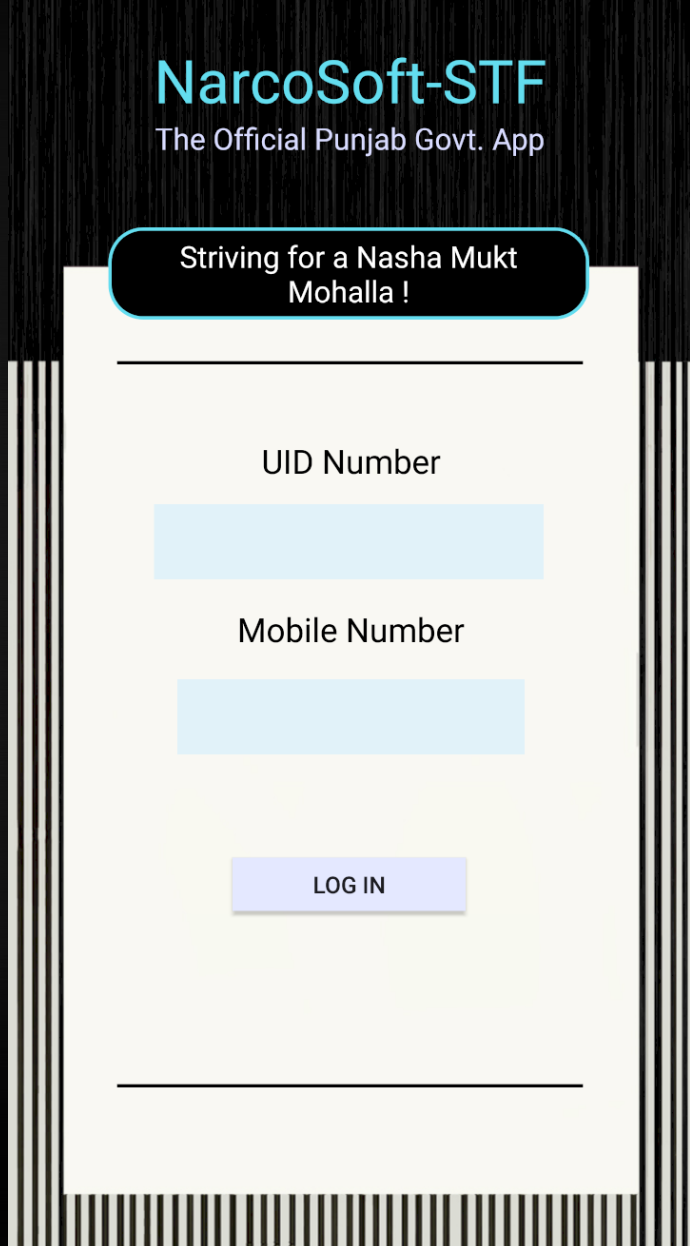 NarcoSoft-STF
The Official Punjab Govt. App
Striving for a Nasha Mukt
Mohalla !
UID Number
Mobile Number
LOG IN